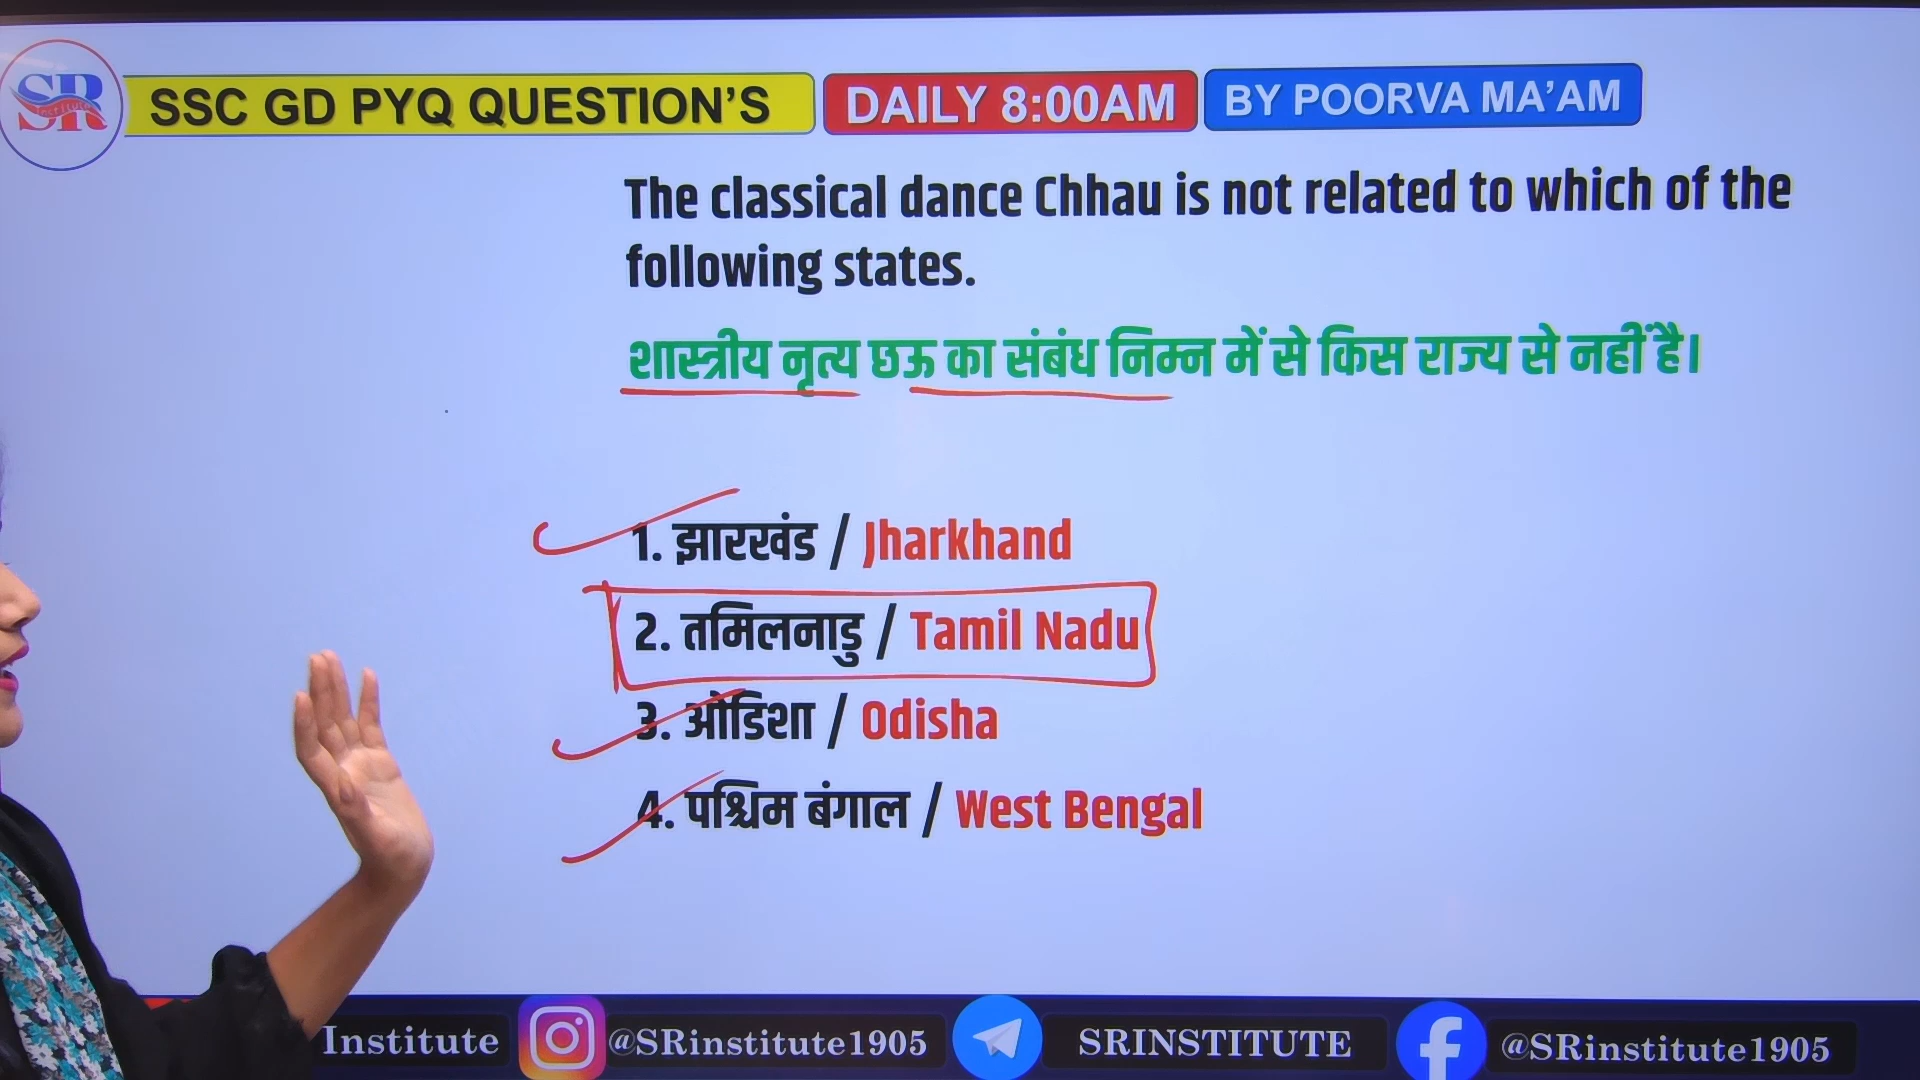 SR
Institute
SSC GD PYQ QUESTION'S
DAILY 8:00AM
BY POORVA MA'AM
The classical dance Chhau is not related to which of the
following states.
शास्त्रीय नृत्य छऊ का संबंध निम्न में से किस राज्य से नहीं है।
1. झारखंड / Jharkhand
2. तमिलनाडु / Tamil Nadu
3. ओडिशा / Odisha
4. पश्चिम बंगाल / West Bengal
Institute
@SRinstitute1905
SRINSTITUTE
@SRinstitute1905